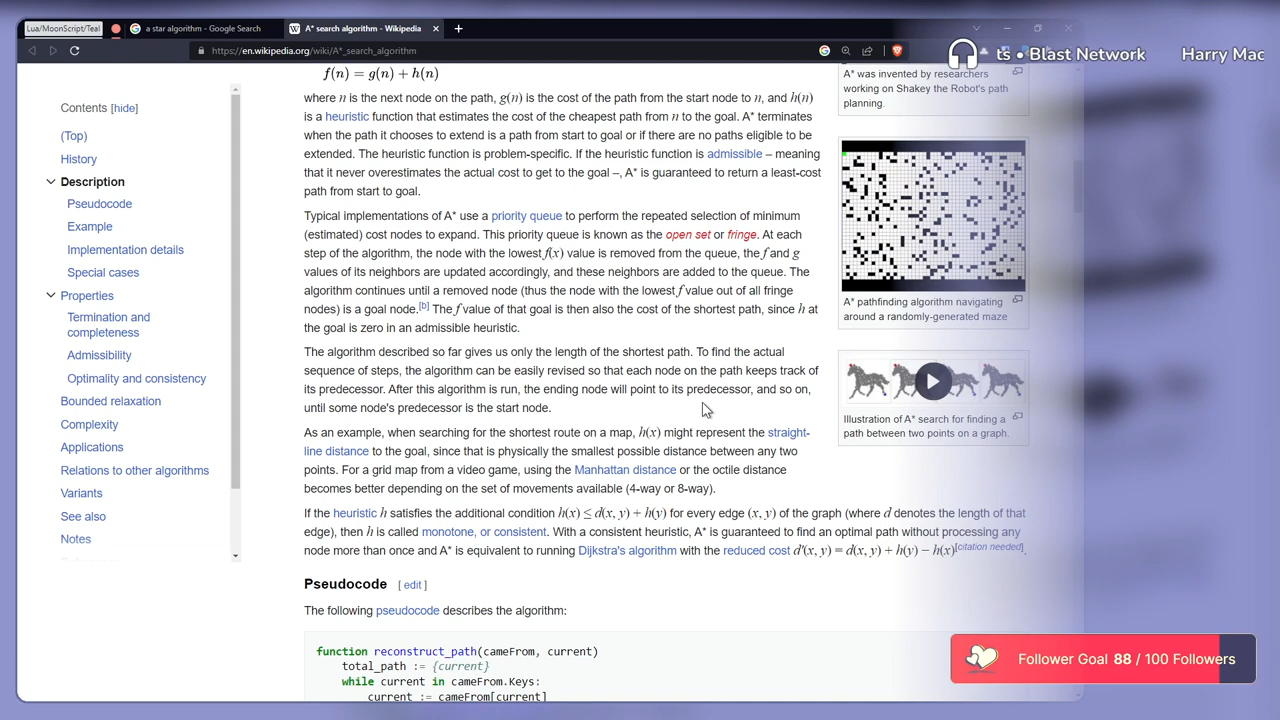 Lua/MoonScript/Teal
a star algorithm - Google Search
A* search algorithm - Wikipedia
https://en.wikipedia.org/wiki/A*_search_algorithm
ts • Blast Network
Harry Mac
Contents [hide]
(Top)
History
Description
Pseudocode
Example
Implementation details
Special cases
Properties
Termination and
completeness
Admissibility
Optimality and consistency
Bounded relaxation
Complexity
Applications
Relations to other algorithms
Variants
See also
Notes
f(n) = g(n) + h(n)
where n is the next node on the path, g(n) is the cost of the path from the start node to n, and h(n)
is a heuristic function that estimates the cost of the cheapest path from n to the goal. A* terminates
when the path it chooses to extend is a path from start to goal or if there are no paths eligible to be
extended. The heuristic function is problem-specific. If the heuristic function is admissible – meaning
that it never overestimates the actual cost to get to the goal –, A* is guaranteed to return a least-cost
path from start to goal.
Typical implementations of A* use a priority queue to perform the repeated selection of minimum
(estimated) cost nodes to expand. This priority queue is known as the open set or fringe. At each
step of the algorithm, the node with the lowest f(x) value is removed from the queue, the f and g
values of its neighbors are updated accordingly, and these neighbors are added to the queue. The
algorithm continues until a removed node (thus the node with the lowest f value out of all fringe
nodes) is a goal node.[b] The f value of that goal is then also the cost of the shortest path, since h at
the goal is zero in an admissible heuristic.
The algorithm described so far gives us only the length of the shortest path. To find the actual
sequence of steps, the algorithm can be easily revised so that each node on the path keeps track of
its predecessor. After this algorithm is run, the ending node will point to its predecessor, and so on,
until some node's predecessor is the start node.
As an example, when searching for the shortest route on a map, h(x) might represent the straight-
line distance to the goal, since that is physically the smallest possible distance between any two
points. For a grid map from a video game, using the Manhattan distance or the octile distance
becomes better depending on the set of movements available (4-way or 8-way).
If the heuristic h satisfies the additional condition h(x) ≤ d(x, y) + h(y) for every edge (x, y) of the graph (where d denotes the length of that
edge), then h is called monotone, or consistent. With a consistent heuristic, A* is guaranteed to find an optimal path without processing any
node more than once and A* is equivalent to running Dijkstra's algorithm with the reduced cost d'(x, y) = d(x, y) + h(y) − h(x)[citation needed].
Pseudocode [ edit ]
The following pseudocode describes the algorithm:
function reconstruct_path(cameFrom, current)
total_path := {current}
while current in cameFrom.Keys:
current := cameFrom[current]
A* was invented by researchers
working on Shakey the Robot's path
planning.
A* pathfinding algorithm navigating
around a randomly-generated maze
Illustration of A* search for finding a
path between two points on a graph.
Follower Goal 88 / 100 Followers